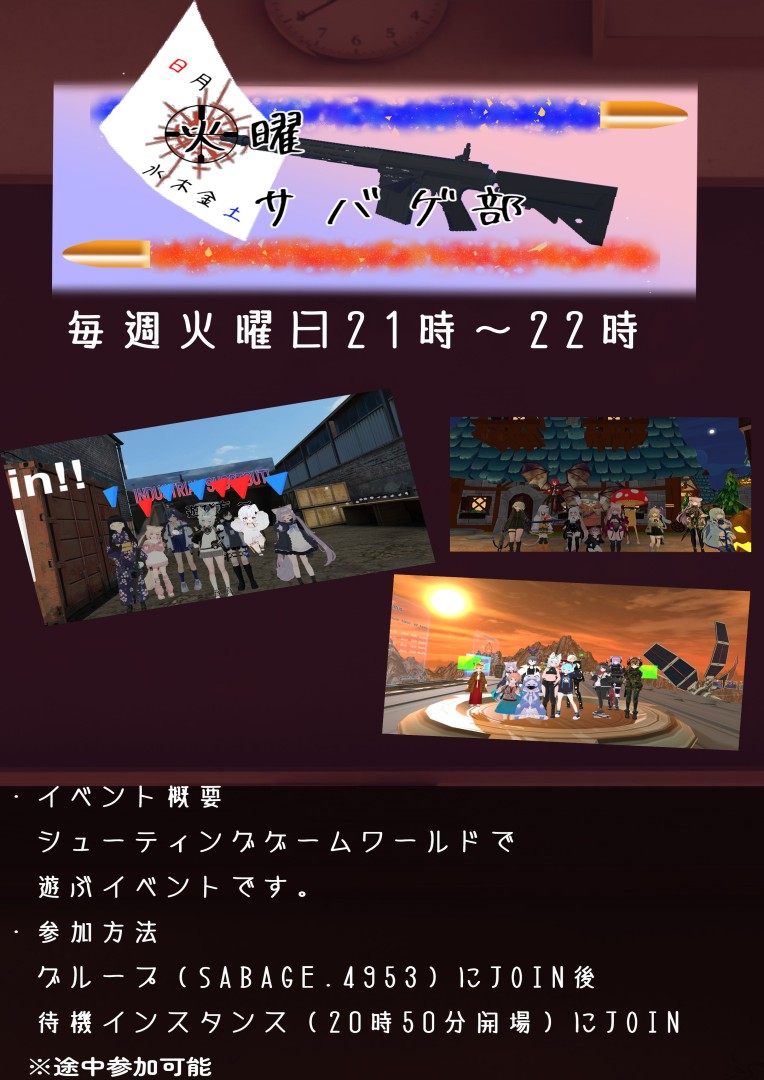 日月
火曜
水木金土
サバゲ部
毎週火曜日21時～22時
in!!
INDUSTRIAL SHOOTOUT
・イベント概要
シューティングゲームワールドで
遊ぶイベントです。
・参加方法
グループ（SABAGE.4953）にJOIN後
待機インスタンス（20時50分開場）にJOIN
※途中参加可能